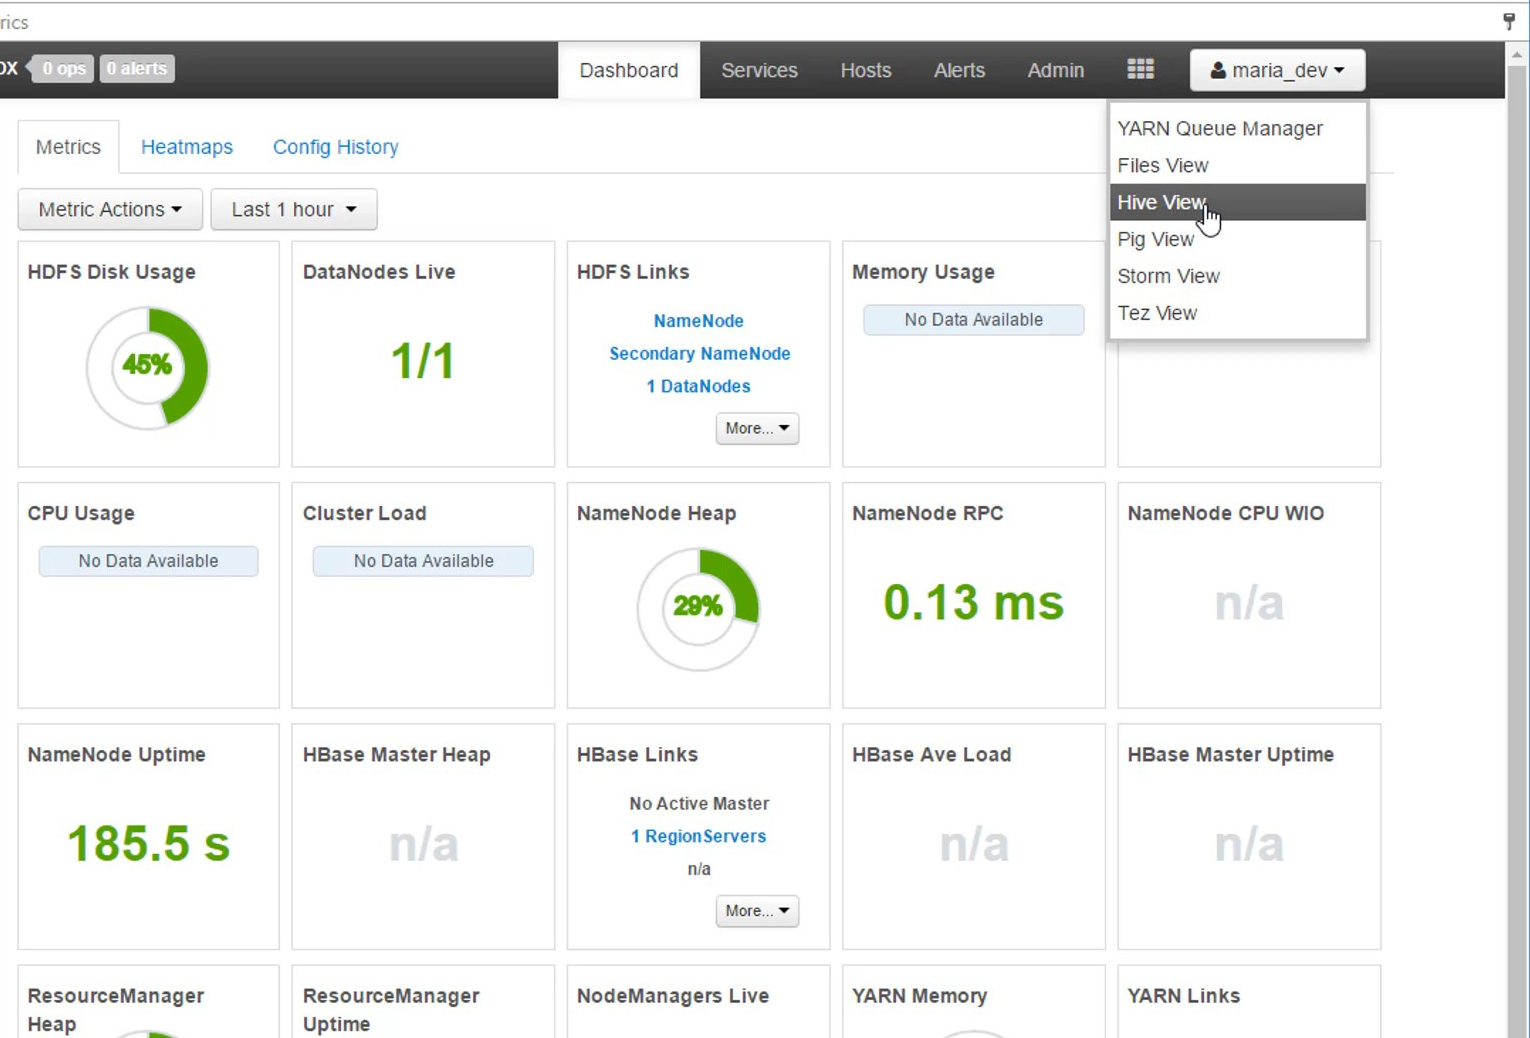 rics
ox 0 ops 0 alerts Dashboard Services Hosts Alerts Admin maria_dev
YARN Queue Manager
Files View
Hive View
Pig View
Storm View
Tez View
Metrics Heatmaps Config History
Metric Actions Last 1 hour
HDFS Disk Usage
45%
DataNodes Live
1/1
HDFS Links
NameNode
Secondary NameNode
1 DataNodes
More...
Memory Usage
No Data Available
CPU Usage
No Data Available
Cluster Load
No Data Available
NameNode Heap
29%
NameNode RPC
0.13 ms
NameNode CPU WIO
n/a
NameNode Uptime
185.5 s
HBase Master Heap
n/a
HBase Links
No Active Master
1 RegionServers
n/a
More...
HBase Ave Load
n/a
HBase Master Uptime
n/a
ResourceManager
Heap
ResourceManager
Uptime
NodeManagers Live
YARN Memory
YARN Links